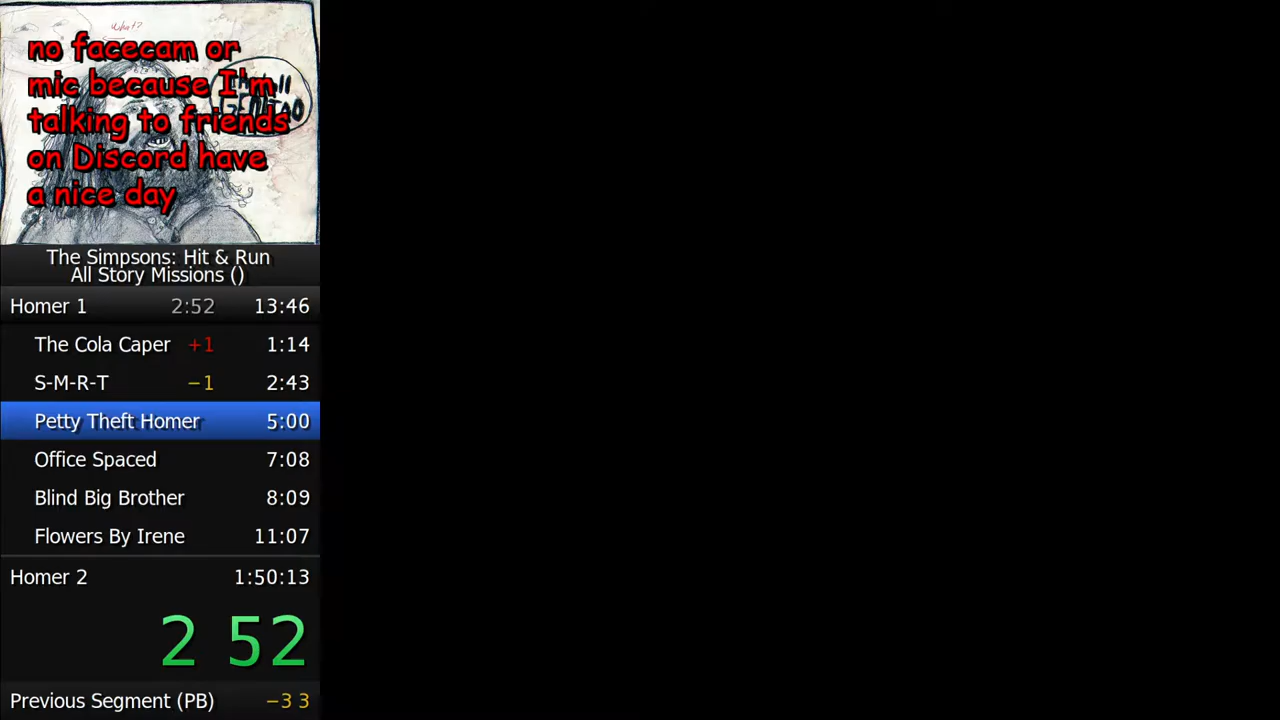 What?
no facecam or
mic because I'm
talking to friends
on Discord have
a nice day
The Simpsons: Hit & Run
All Story Missions ()
Homer 1 2:52 13:46
The Cola Caper +1 1:14
S-M-R-T −1 2:43
Petty Theft Homer 5:00
Office Spaced 7:08
Blind Big Brother 8:09
Flowers By Irene 11:07
Homer 2 1:50:13
2 52
Previous Segment (PB) −3 3